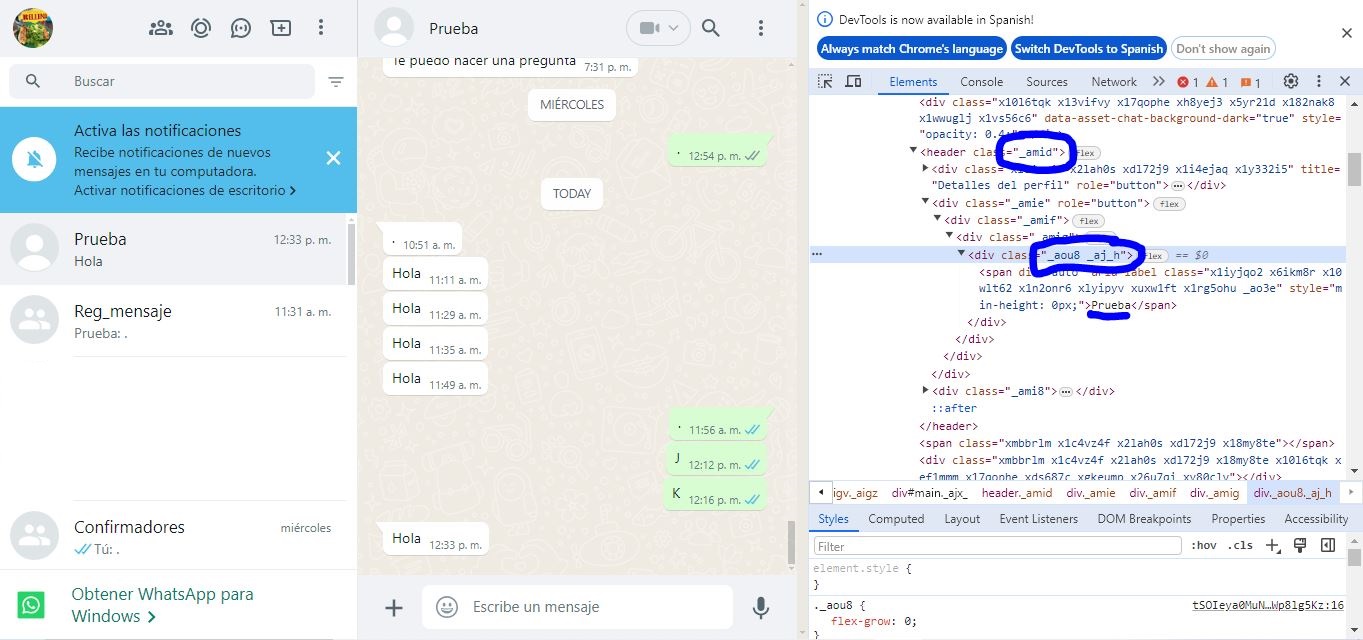 Buscar
Activa las notificaciones
Recibe notificaciones de nuevos
mensajes en tu computadora.
Activar notificaciones de escritorio
Prueba
12:33 p. m.
Hola
Reg_mensaje
11:31 a. m.
Prueba: .
Confirmadores
miércoles
Tú: .
Obtener WhatsApp para
Windows
Prueba
Te puedo hacer una pregunta 7:31 p. m.
MIÉRCOLES
. 12:54 p. m.
TODAY
. 10:51 a. m.
Hola 11:11 a. m.
Hola 11:29 a. m.
Hola 11:35 a. m.
Hola 11:49 a. m.
. 11:56 a. m.
J 12:12 p. m.
K 12:16 p. m.
Hola 12:33 p. m.
Escribe un mensaje
DevTools is now available in Spanish!
Always match Chrome's language Switch DevTools to Spanish Don't show again
Elements Console Sources Network 1 1 1
<div class="x10l6tqk x13vifvy x17qophe xh8yej3 x5yr21d x182nak8
x1wwuglj x1vs56c6" data-asset-chat-background-dark="true" style=
"opacity: 0.4;"
<header class="_amid"> flex
x2lah0s xdl72j9 x1i4ejaq x1y332i5" title=
"Detalles del perfil" role="button">…</div>
<div class="_amie" role="button"> flex
<div class="_amif"> flex
<div class="_amig"
<div class="_aou8 _aj_h"> flex == $0
<span dir="auto" aria-label class="x1iyjqo2 x6ikm8r x10
wlt62 x1n2onr6 xlyipyv xuxw1ft x1rg5ohu _ao3e" style="m
in-height: 0px;">Prueba</span>
</div>
</div>
</div>
</div>
<div class="_ami8">…</div>
::after
</header>
<span class="xmbbrlm x1c4vz4f x2lah0s xdl72j9 x18my8te"></span>
<div class="xmbbrlm x1c4vz4f x2lah0s xdl72j9 x18my8te x10l6tqk x
igv._aigz div#main._ajx_ header._amid div._amie div._amif div._amig div._aou8._aj_h
Styles Computed Layout Event Listeners DOM Breakpoints Properties Accessibility
Filter :hov .cls
element.style {
}
._aou8 { tSOIeya0MuN…Wp8lg5Kz:16
flex-grow: 0;
}